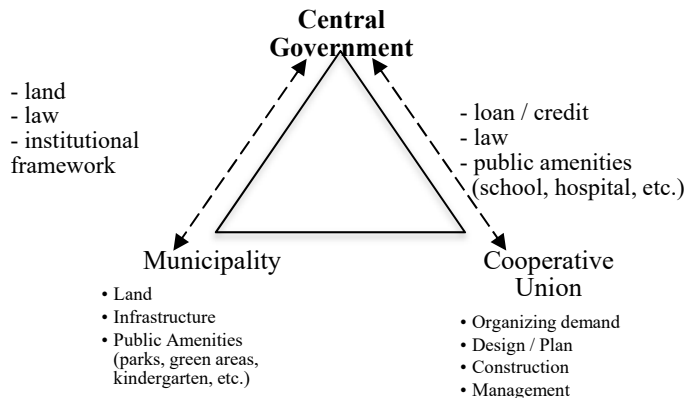 Central
Government
- land
- law
- institutional
framework
- loan / credit
- law
- public amenities
(school, hospital, etc.)
Municipality
• Land
• Infrastructure
• Public Amenities
(parks, green areas,
kindergarten, etc.)
Cooperative
Union
• Organizing demand
• Design / Plan
• Construction
• Management